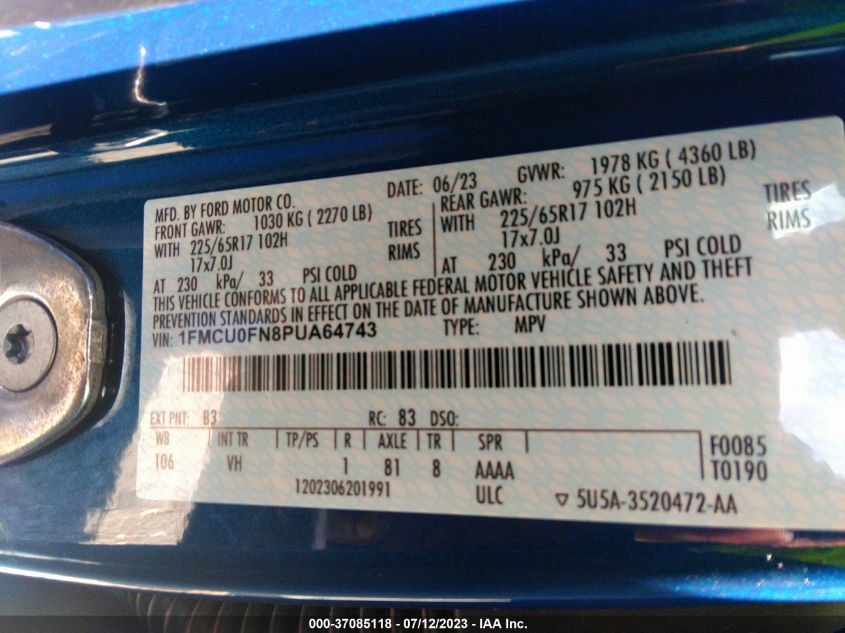 MFD. BY FORD MOTOR CO. DATE: 06/23 GVWR: 1978 KG ( 4360 LB)
FRONT GAWR: 1030 KG ( 2270 LB) REAR GAWR: 975 KG ( 2150 LB)
WITH 225/65R17 102H TIRES WITH 225/65R17 102H TIRES
17x7.0J RIMS 17x7.0J RIMS
AT 230 kPa/ 33 PSI COLD AT 230 kPa/ 33 PSI COLD
THIS VEHICLE CONFORMS TO ALL APPLICABLE FEDERAL MOTOR VEHICLE SAFETY AND THEFT
PREVENTION STANDARDS IN EFFECT ON THE DATE OF MANUFACTURE SHOWN ABOVE.
VIN: 1FMCU0FN8PUA64743 TYPE: MPV
EXT PNT: B3 RC: 83 DSO:
WB INT TR TP/PS R AXLE TR SPR F0085
T06 VH 1 81 8 AAAA T0190
1202306201991 ULC ▽ 5U5A-3520472-AA
000-37085118 - 07/12/2023 - IAA Inc.